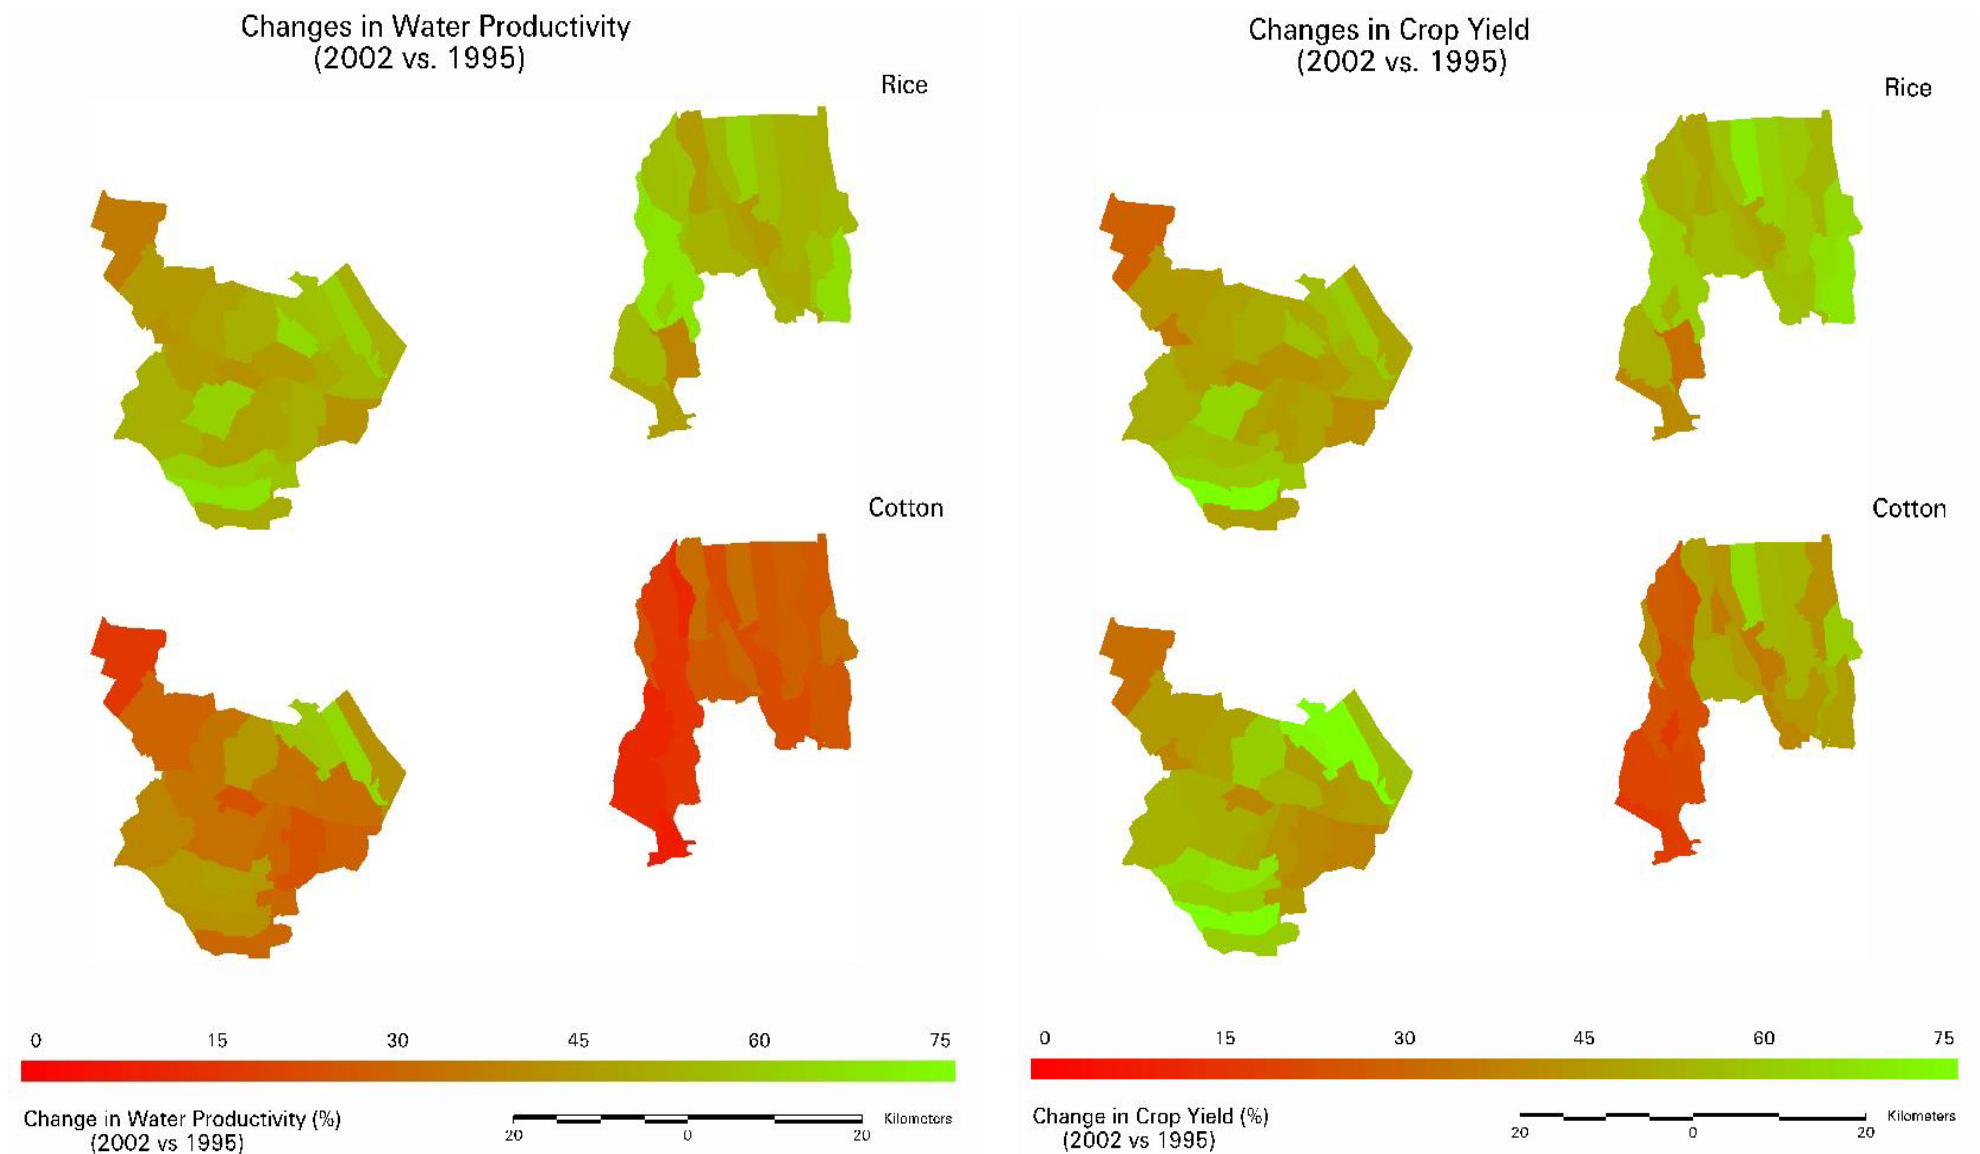 Changes in Water Productivity
(2002 vs. 1995)
Rice
Cotton
0 15 30 45 60 75
Change in Water Productivity (%)
(2002 vs 1995)
20 0 20
Kilometers
Changes in Crop Yield
(2002 vs. 1995)
Rice
Cotton
0 15 30 45 60 75
Change in Crop Yield (%)
(2002 vs 1995)
20 0 20
Kilometers